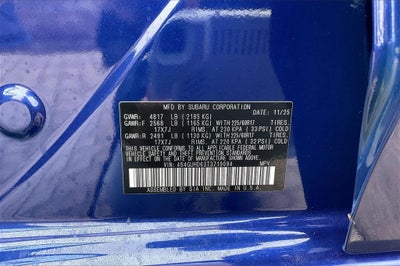 MFD. BY SUBARU CORPORATION 11/25
GVWR: 4817 LB (2185 KG)
GAWR: F 2568 LB (1165 KG) WITH 225/60R17 TIRES,
17X7J RIMS, AT 230 KPA (33 PSI) COLD
GAWR: R 2491 LB (1130 KG) WITH 225/60R17 TIRES,
17X7J RIMS, AT 220 KPA (32 PSI) COLD
THIS VEHICLE CONFORMS TO ALL APPLICABLE FEDERAL MOTOR
VEHICLE SAFETY AND THEFT PREVENTION STANDARDS
IN EFFECT ON THE DATE OF MANUFACTURE SHOWN ABOVE.
VIN: MPV
ASSEMBLED BY SIA INC. MADE IN U.S.A.